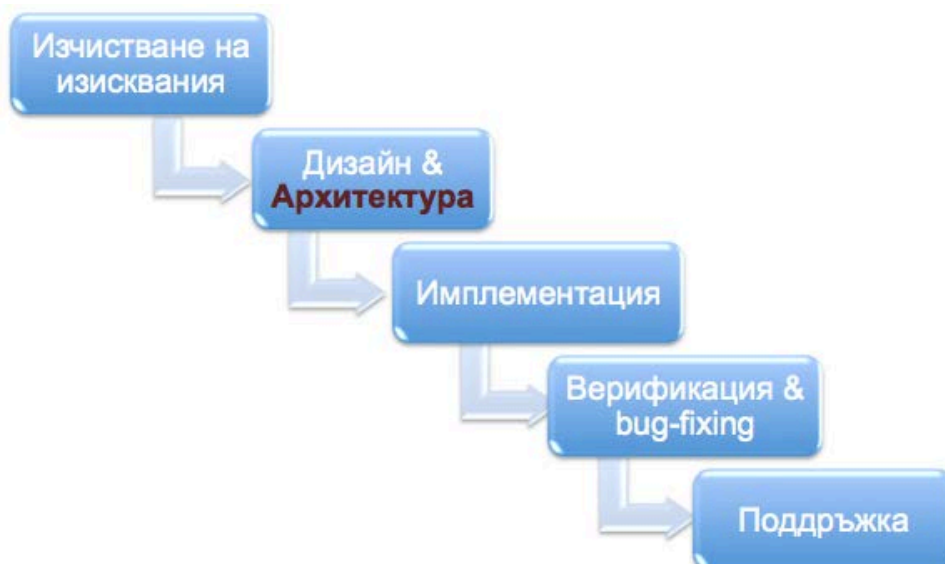 Изчистване на
изисквания
Дизайн &
Архитектура
Имплементация
Верификация &
bug-fixing
Поддръжка